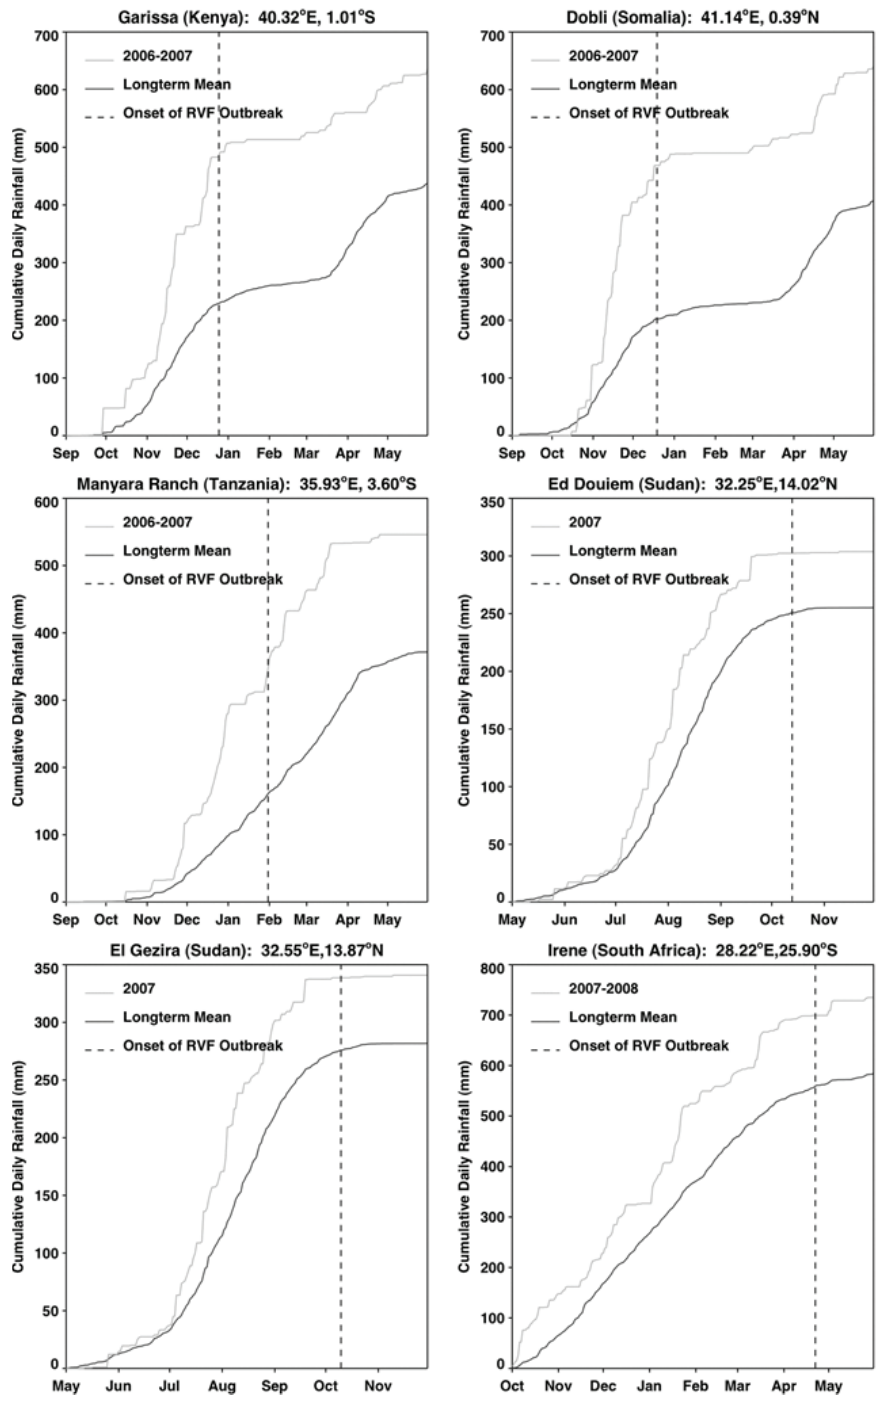 Garissa (Kenya): 40.32°E, 1.01°S
700
600
500
400
300
200
100
0
Cumulative Daily Rainfall (mm)
2006-2007
Longterm Mean
Onset of RVF Outbreak
Sep Oct Nov Dec Jan Feb Mar Apr May
Dobli (Somalia): 41.14°E, 0.39°N
700
600
500
400
300
200
100
0
Cumulative Daily Rainfall (mm)
2006-2007
Longterm Mean
Onset of RVF Outbreak
Sep Oct Nov Dec Jan Feb Mar Apr May
Manyara Ranch (Tanzania): 35.93°E, 3.60°S
600
500
400
300
200
100
0
Cumulative Daily Rainfall (mm)
2006-2007
Longterm Mean
Onset of RVF Outbreak
Sep Oct Nov Dec Jan Feb Mar Apr May
Ed Douiem (Sudan): 32.25°E,14.02°N
350
300
250
200
150
100
50
0
Cumulative Daily Rainfall (mm)
2007
Longterm Mean
Onset of RVF Outbreak
May Jun Jul Aug Sep Oct Nov
El Gezira (Sudan): 32.55°E,13.87°N
350
300
250
200
150
100
50
0
Cumulative Daily Rainfall (mm)
2007
Longterm Mean
Onset of RVF Outbreak
May Jun Jul Aug Sep Oct Nov
Irene (South Africa): 28.22°E,25.90°S
800
700
600
500
400
300
200
100
0
Cumulative Daily Rainfall (mm)
2007-2008
Longterm Mean
Onset of RVF Outbreak
Oct Nov Dec Jan Feb Mar Apr May